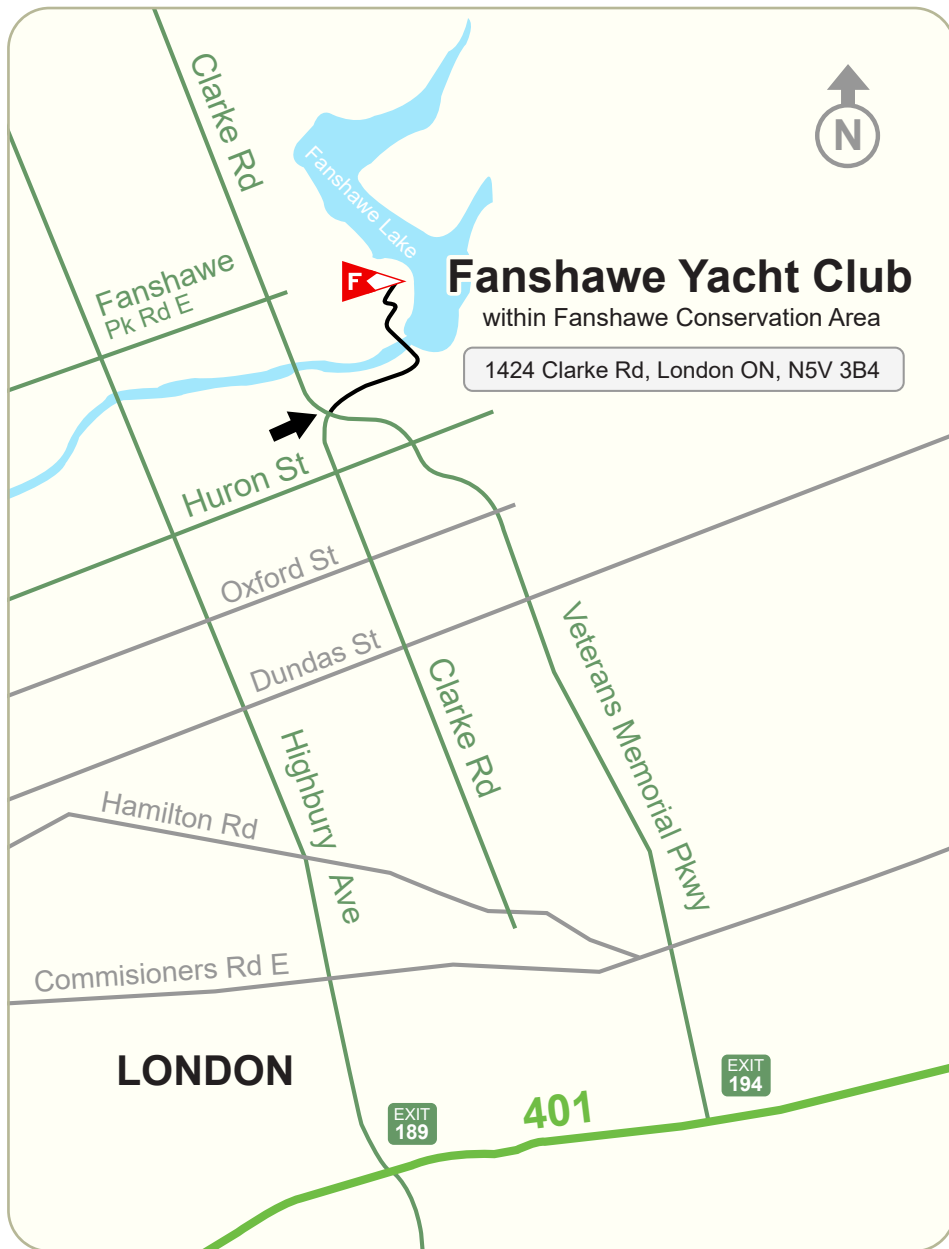 Clarke Rd
N
Fanshawe Lake
Fanshawe
Pk Rd E
F
Fanshawe Yacht Club
within Fanshawe Conservation Area
1424 Clarke Rd, London ON, N5V 3B4
Huron St
Oxford St
Dundas St
Clarke Rd
Veterans Memorial Pkwy
Highbury Ave
Hamilton Rd
Commisioners Rd E
LONDON
EXIT
194
401
EXIT
189